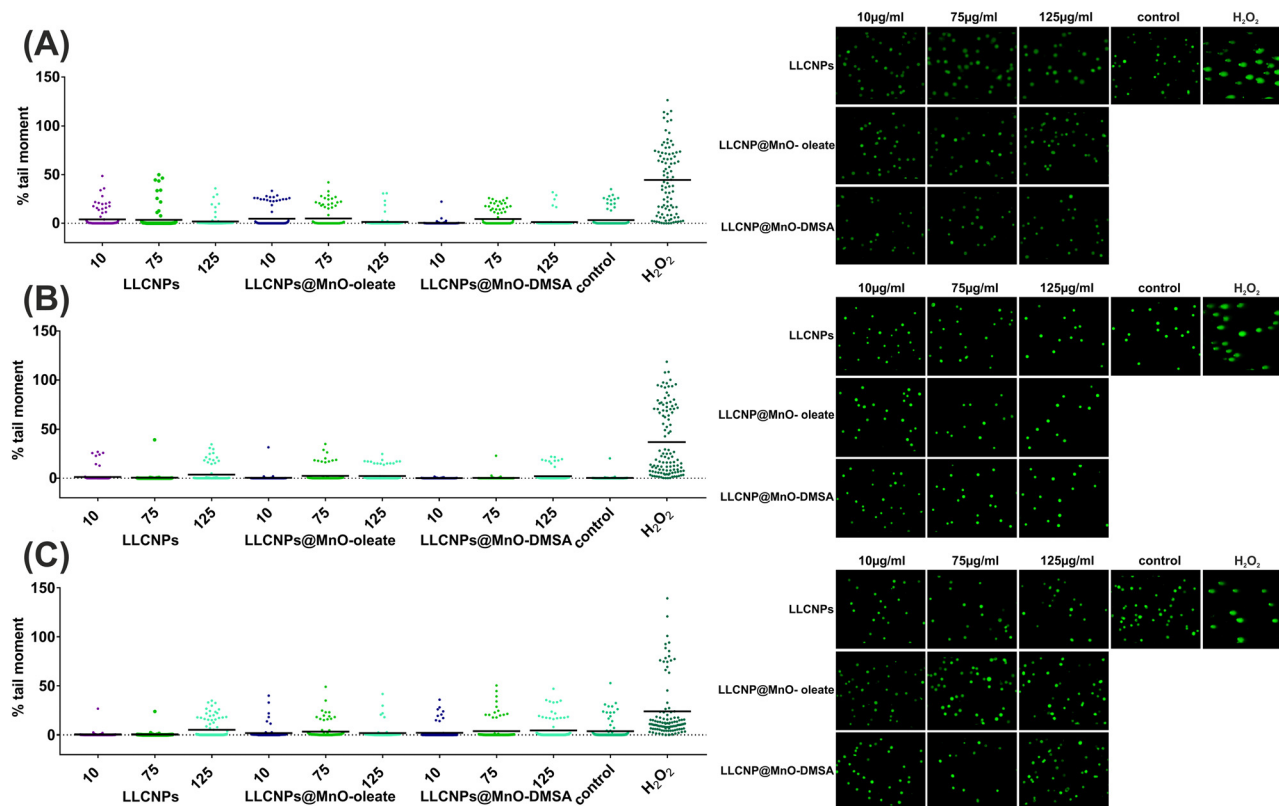 (A)
% tail moment
150
100
50
0
10 75 125 10 75 125 10 75 125 control H₂O₂
LLCNPs LLCNPs@MnO-oleate LLCNPs@MnO-DMSA
10µg/ml 75µg/ml 125µg/ml control H₂O₂
LLCNPs
LLCNP@MnO- oleate
LLCNP@MnO-DMSA
(B)
% tail moment
150
100
50
0
10 75 125 10 75 125 10 75 125 control H₂O₂
LLCNPs LLCNPs@MnO-oleate LLCNPs@MnO-DMSA
10µg/ml 75µg/ml 125µg/ml control H₂O₂
LLCNPs
LLCNP@MnO- oleate
LLCNP@MnO-DMSA
(C)
% tail moment
150
100
50
0
10 75 125 10 75 125 10 75 125 control H₂O₂
LLCNPs LLCNPs@MnO-oleate LLCNPs@MnO-DMSA
10µg/ml 75µg/ml 125µg/ml control H₂O₂
LLCNPs
LLCNP@MnO- oleate
LLCNP@MnO-DMSA